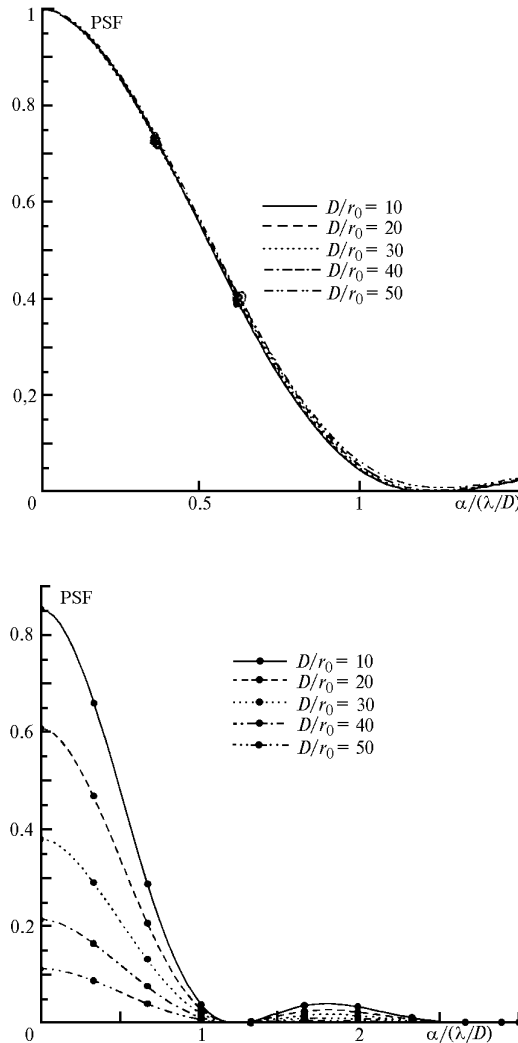 1
PSF
0.8
D/r₀ = 10
D/r₀ = 20
0.6
D/r₀ = 30
D/r₀ = 40
D/r₀ = 50
0.4
0,2
0
0.5
1
α/(λ/D)
PSF
0.8
D/r₀ = 10
D/r₀ = 20
D/r₀ = 30
0.6
D/r₀ = 40
D/r₀ = 50
0.4
0.2
0
1
2
α/(λ/D)